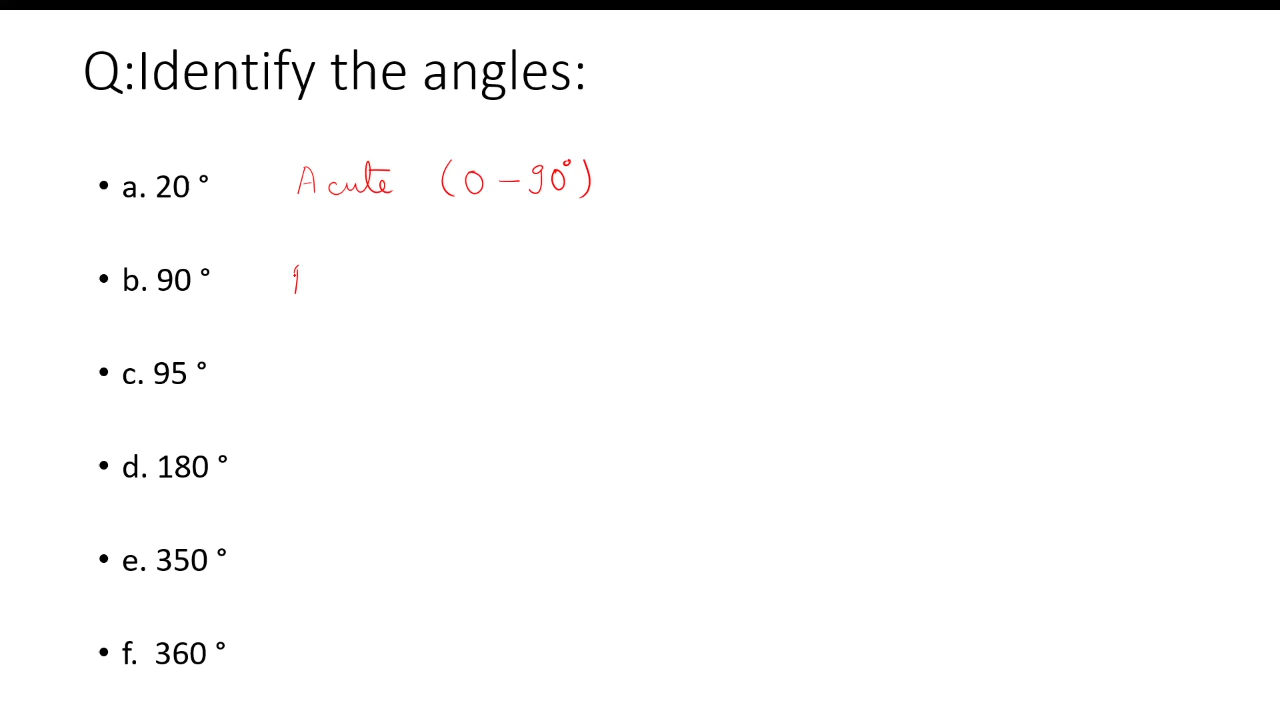 Q:Identify the angles:
• a. 20 ° Acute (0 – 90°)
• b. 90 °
• c. 95 °
• d. 180 °
• e. 350 °
• f. 360 °